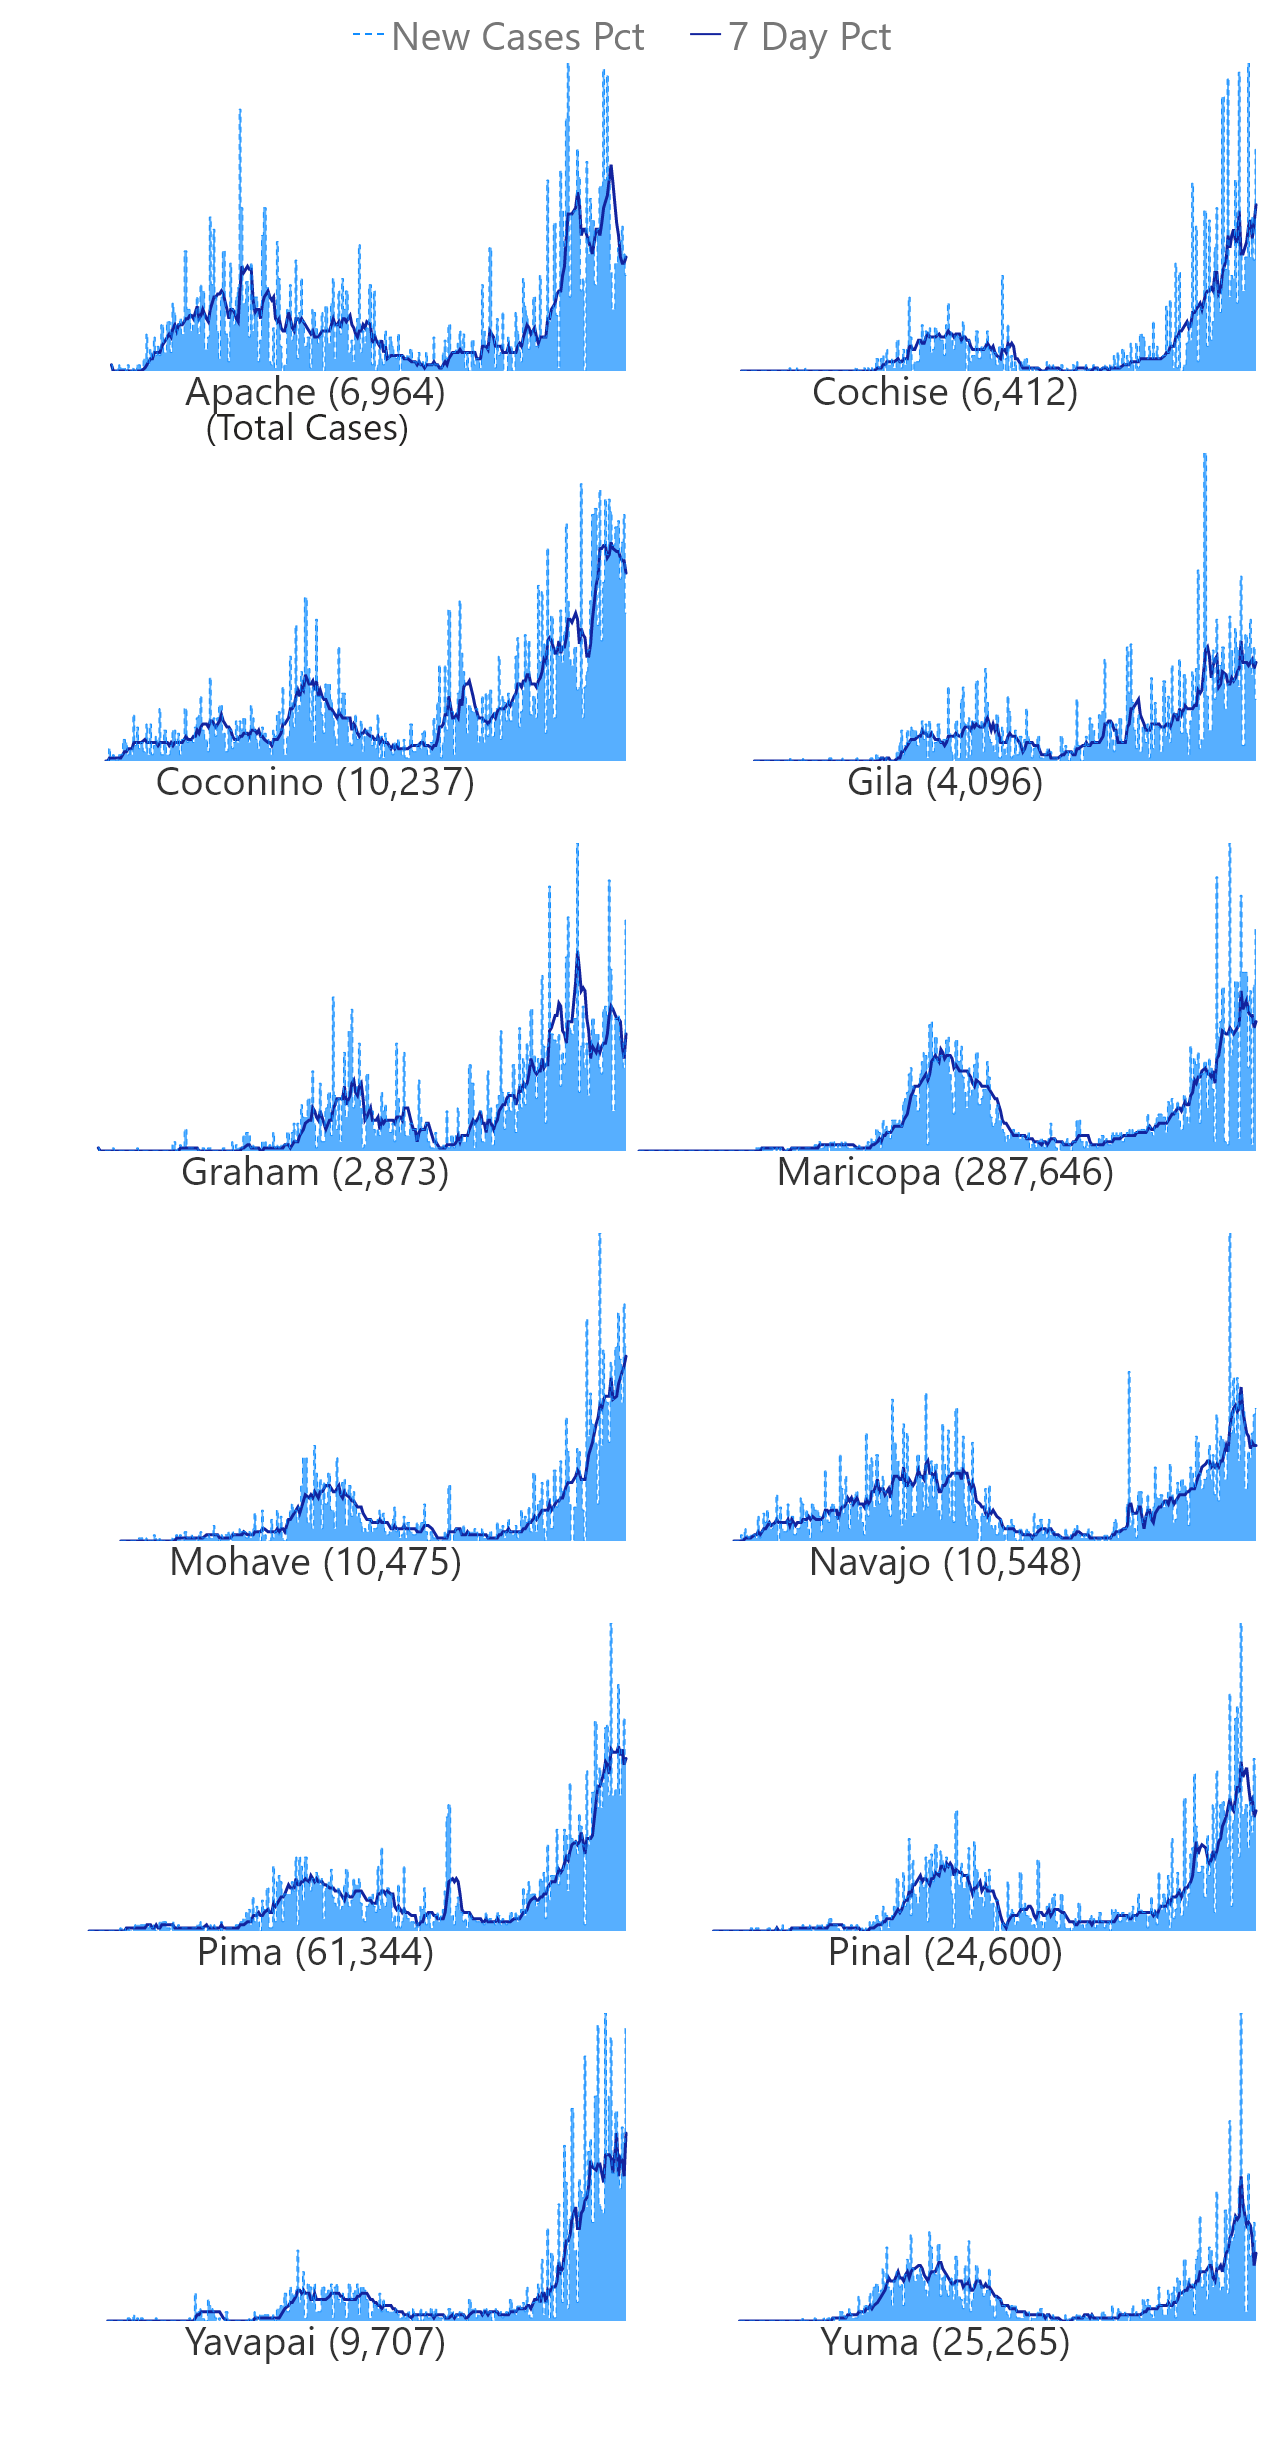 New Cases Pct 7 Day Pct
Apache (6,964) Cochise (6,412)
(Total Cases)
Coconino (10,237) Gila (4,096)
Graham (2,873) Maricopa (287,646)
Mohave (10,475) Navajo (10,548)
Pima (61,344) Pinal (24,600)
Yavapai (9,707) Yuma (25,265)